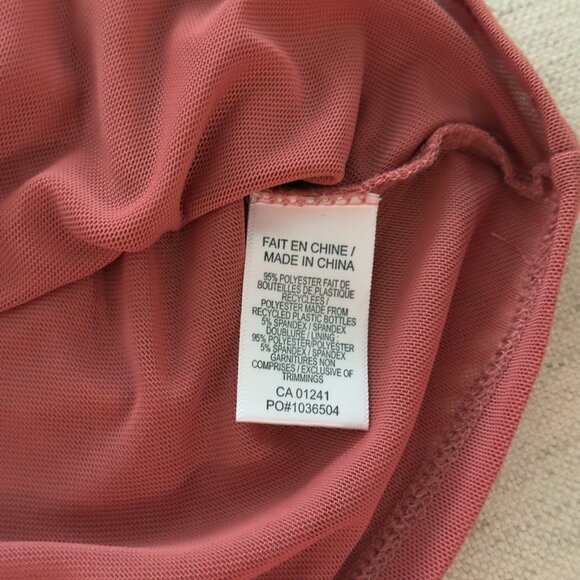 FAIT EN CHINE /
MADE IN CHINA
95% POLYESTER FAIT DE
BOUTEILLES DE PLASTIQUE
RECYCLEES /
POLYESTER MADE FROM
RECYCLED PLASTIC BOTTLES
5% SPANDEX / SPANDEX
DOUBLURE / LINING :
95% POLYESTER/POLYESTER
5% SPANDEX / SPANDEX
GARNITURES NON
COMPRISES / EXCLUSIVE OF
TRIMMINGS
CA 01241
PO#1036504